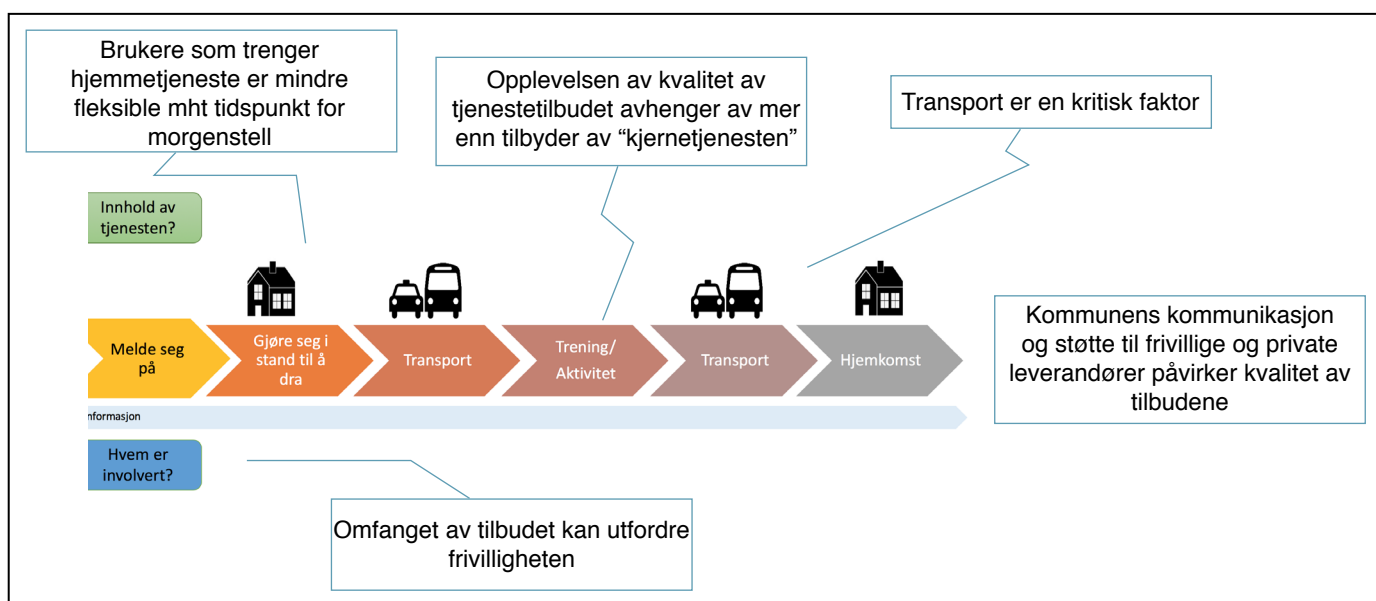 Brukere som trenger
hjemmetjeneste er mindre
fleksible mht tidspunkt for
morgenstell
Opplevelsen av kvalitet av
tjenestetilbudet avhenger av mer
enn tilbyder av “kjernetjenesten”
Transport er en kritisk faktor
Innhold av
tjenesten?
Melde seg
på
Gjøre seg i
stand til å
dra
Transport
Trening/
Aktivitet
Transport
Hjemkomst
Kommunens kommunikasjon
og støtte til frivillige og private
leverandører påvirker kvalitet av
tilbudene
nformasjon
Hvem er
involvert?
Omfanget av tilbudet kan utfordre
frivilligheten